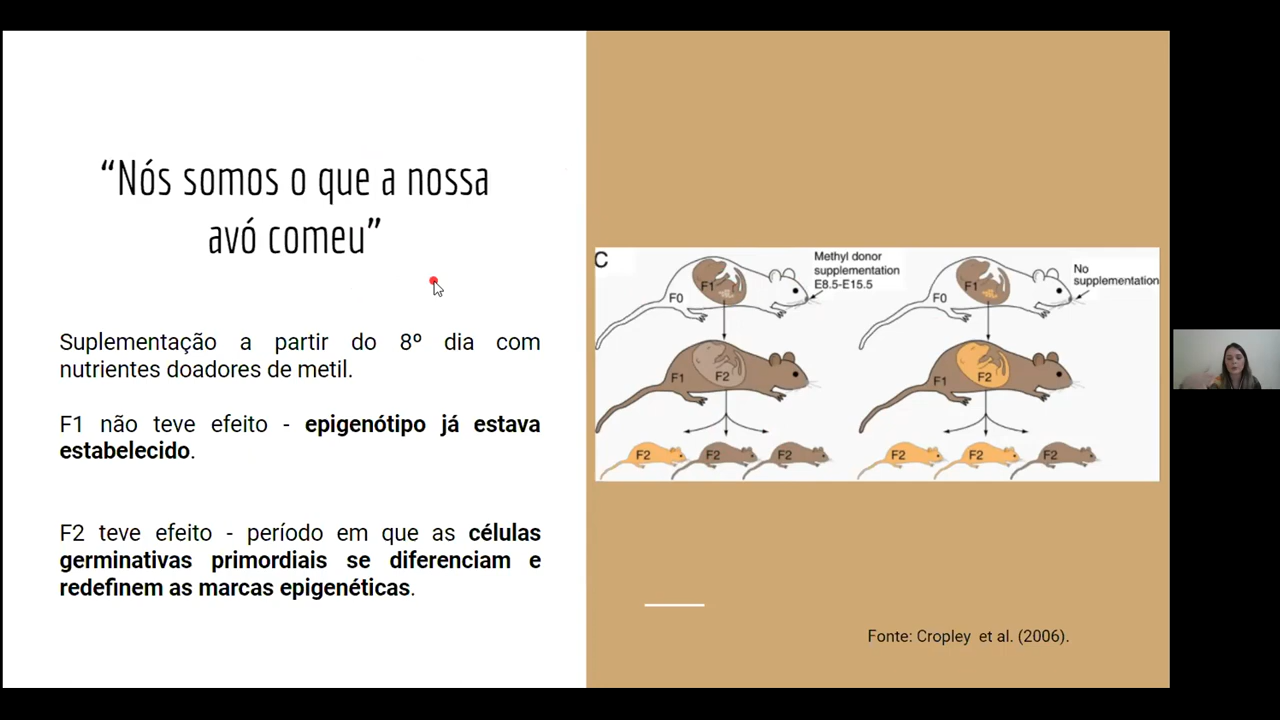 “Nós somos o que a nossa
avó comeu”
Suplementação a partir do 8º dia com
nutrientes doadores de metil.
F1 não teve efeito - epigenótipo já estava
estabelecido.
F2 teve efeito - período em que as células
germinativas primordiais se diferenciam e
redefinem as marcas epigenéticas.
C
Methyl donor
supplementation
E8.5-E15.5
F1
F0
F1
F2
F2
F2
F2
No
supplementation
F1
F0
F1
F2
F2
F2
F2
Fonte: Cropley et al. (2006).